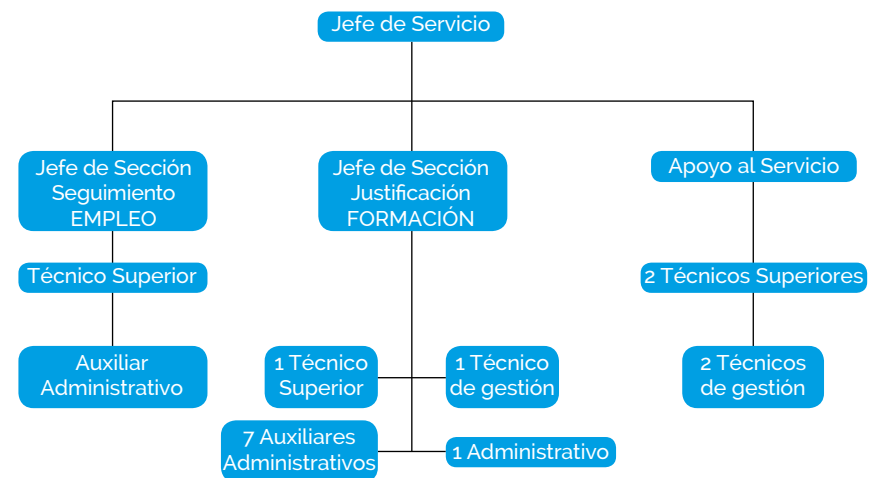 Jefe de Servicio
Jefe de Sección
Seguimiento
EMPLEO
Jefe de Sección
Justificación
FORMACIÓN
Apoyo al Servicio
Técnico Superior
2 Técnicos Superiores
Auxiliar
Administrativo
1 Técnico
Superior
1 Técnico
de gestión
2 Técnicos
de gestión
7 Auxiliares
Administrativos
1 Administrativo